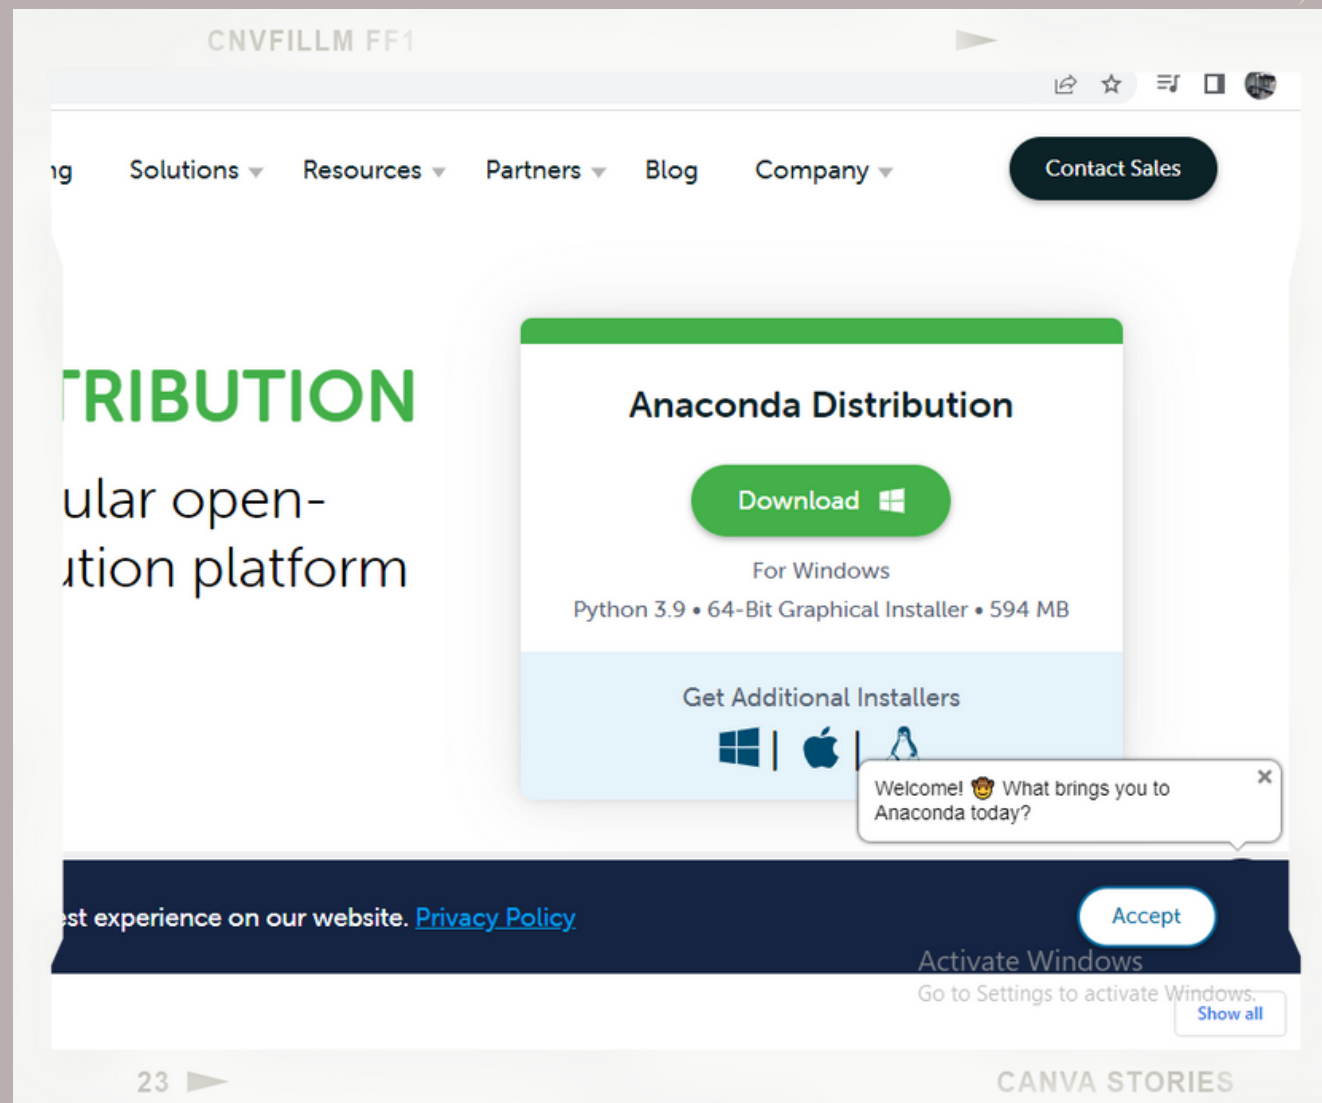 CNVFILLM FF1
ng Solutions Resources Partners Blog Company Contact Sales
TRIBUTION
ular open-
ution platform
Anaconda Distribution
Download
For Windows
Python 3.9 • 64-Bit Graphical Installer • 594 MB
Get Additional Installers
Welcome! 🤠 What brings you to
Anaconda today?
est experience on our website. Privacy Policy
Accept
Activate Windows
Go to Settings to activate Windows.
Show all
23
CANVA STORIES